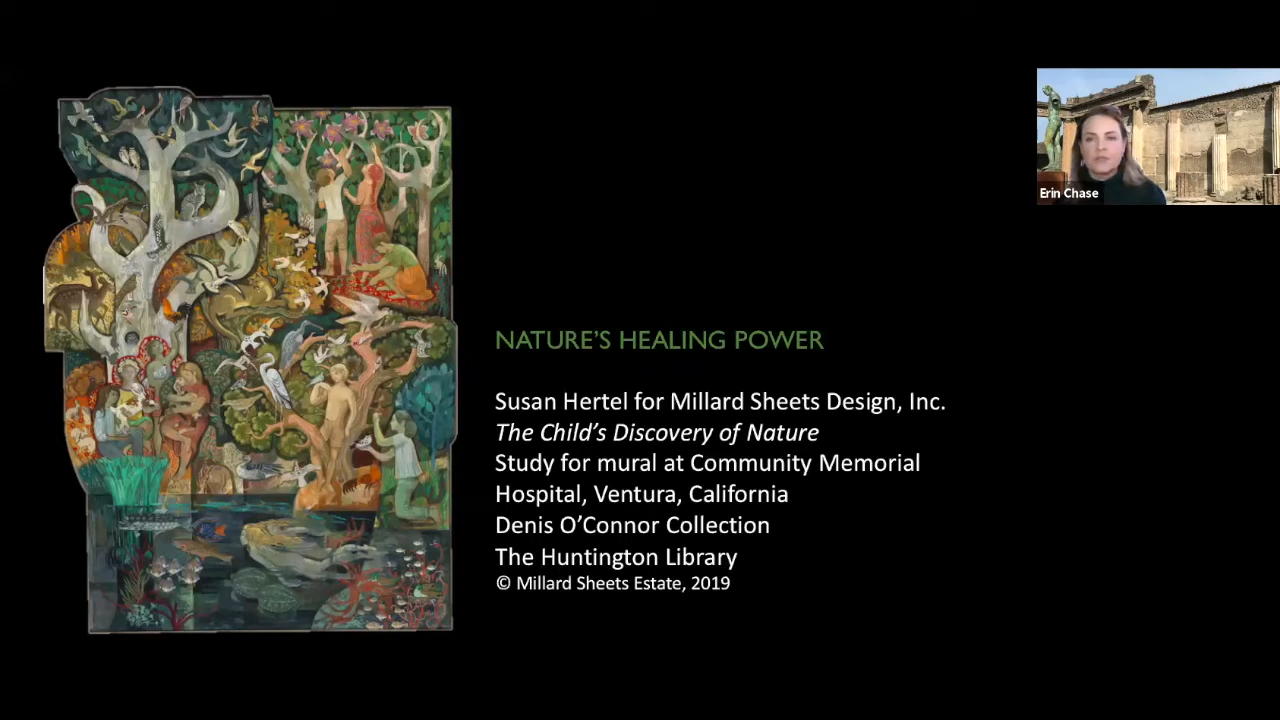 Erin Chase
NATURE'S HEALING POWER
Susan Hertel for Millard Sheets Design, Inc.
The Child's Discovery of Nature
Study for mural at Community Memorial
Hospital, Ventura, California
Denis O'Connor Collection
The Huntington Library
© Millard Sheets Estate, 2019